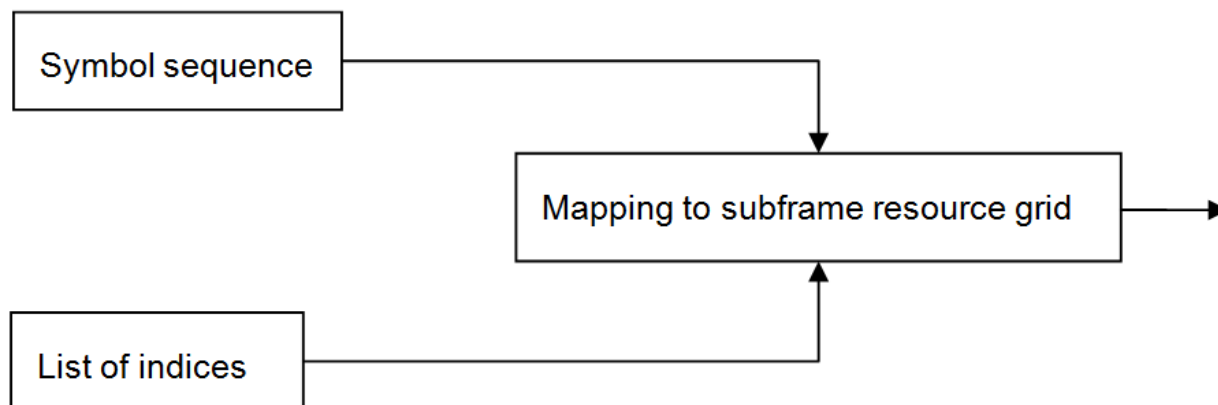 Symbol sequence
Mapping to subframe resource grid
List of indices